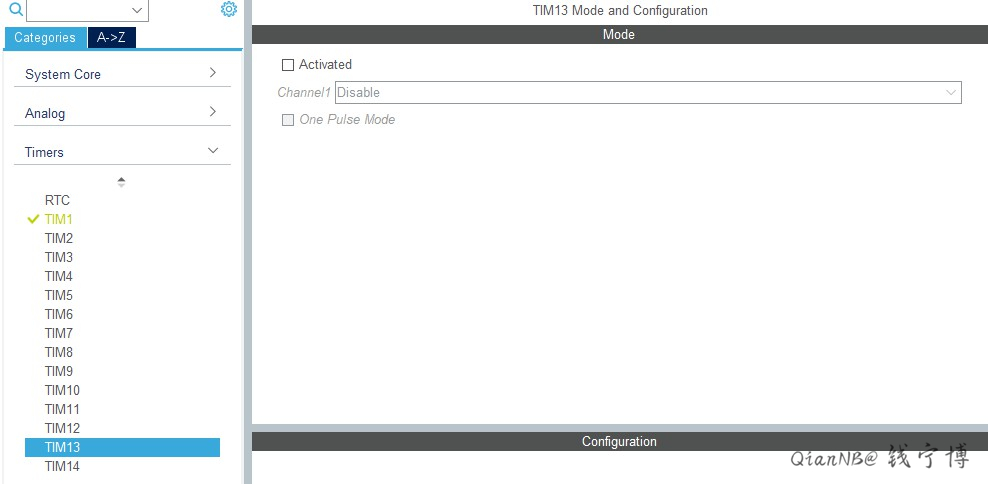 TIM13 Mode and Configuration
Categories A->Z
Mode
System Core
Analog
Timers
RTC
TIM1
TIM2
TIM3
TIM4
TIM5
TIM6
TIM7
TIM8
TIM9
TIM10
TIM11
TIM12
TIM13
TIM14
Activated
Channel1 Disable
One Pulse Mode
Configuration
QianNB@ 钱宁博